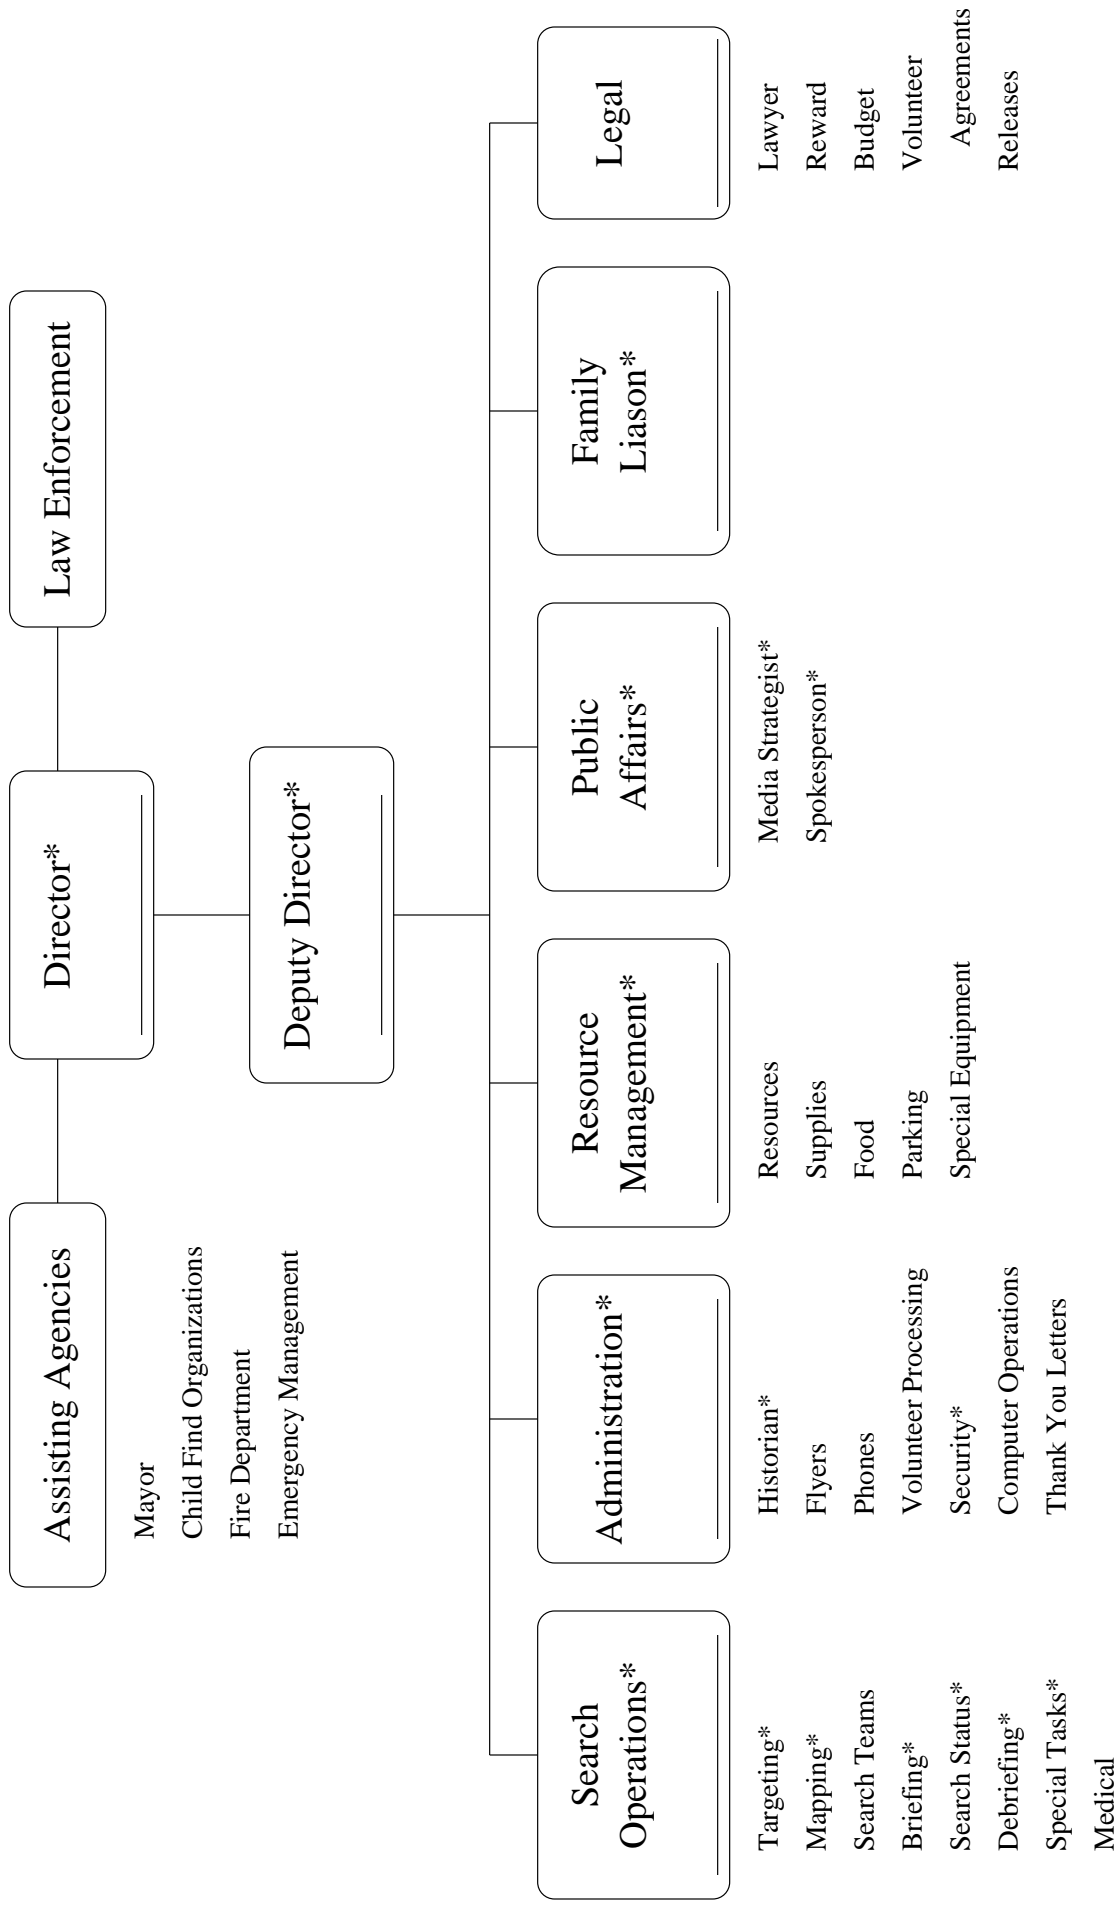 Assisting Agencies
Mayor
Child Find Organizations
Fire Department
Emergency Management
Director*
Law Enforcement
Deputy Director*
Search
Operations*
Targeting*
Mapping*
Search Teams
Briefing*
Search Status*
Debriefing*
Special Tasks*
Medical
Administration*
Historian*
Flyers
Phones
Volunteer Processing
Security*
Computer Operations
Thank You Letters
Resource
Management*
Resources
Supplies
Food
Parking
Special Equipment
Public
Affairs*
Media Strategist*
Spokesperson*
Family
Liason*
Legal
Lawyer
Reward
Budget
Volunteer
Agreements
Releases